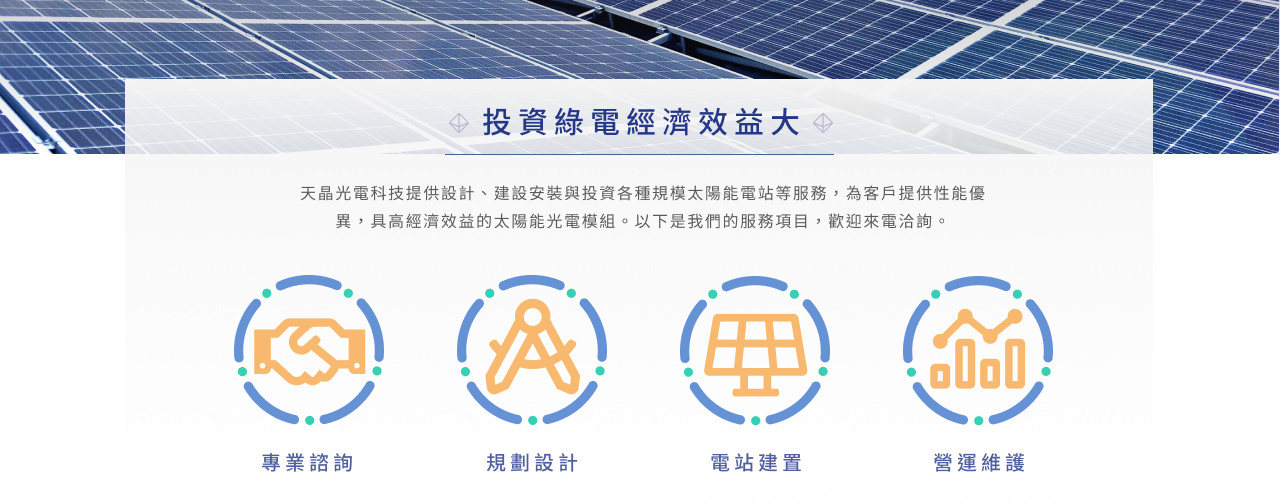 投資綠電經濟效益大
天晶光電科技提供設計、建設安裝與投資各種規模太陽能電站等服務，為客戶提供性能優
異，具高經濟效益的太陽能光電模組。以下是我們的服務項目，歡迎來電洽詢。
專業諮詢
規劃設計
電站建置
營運維護